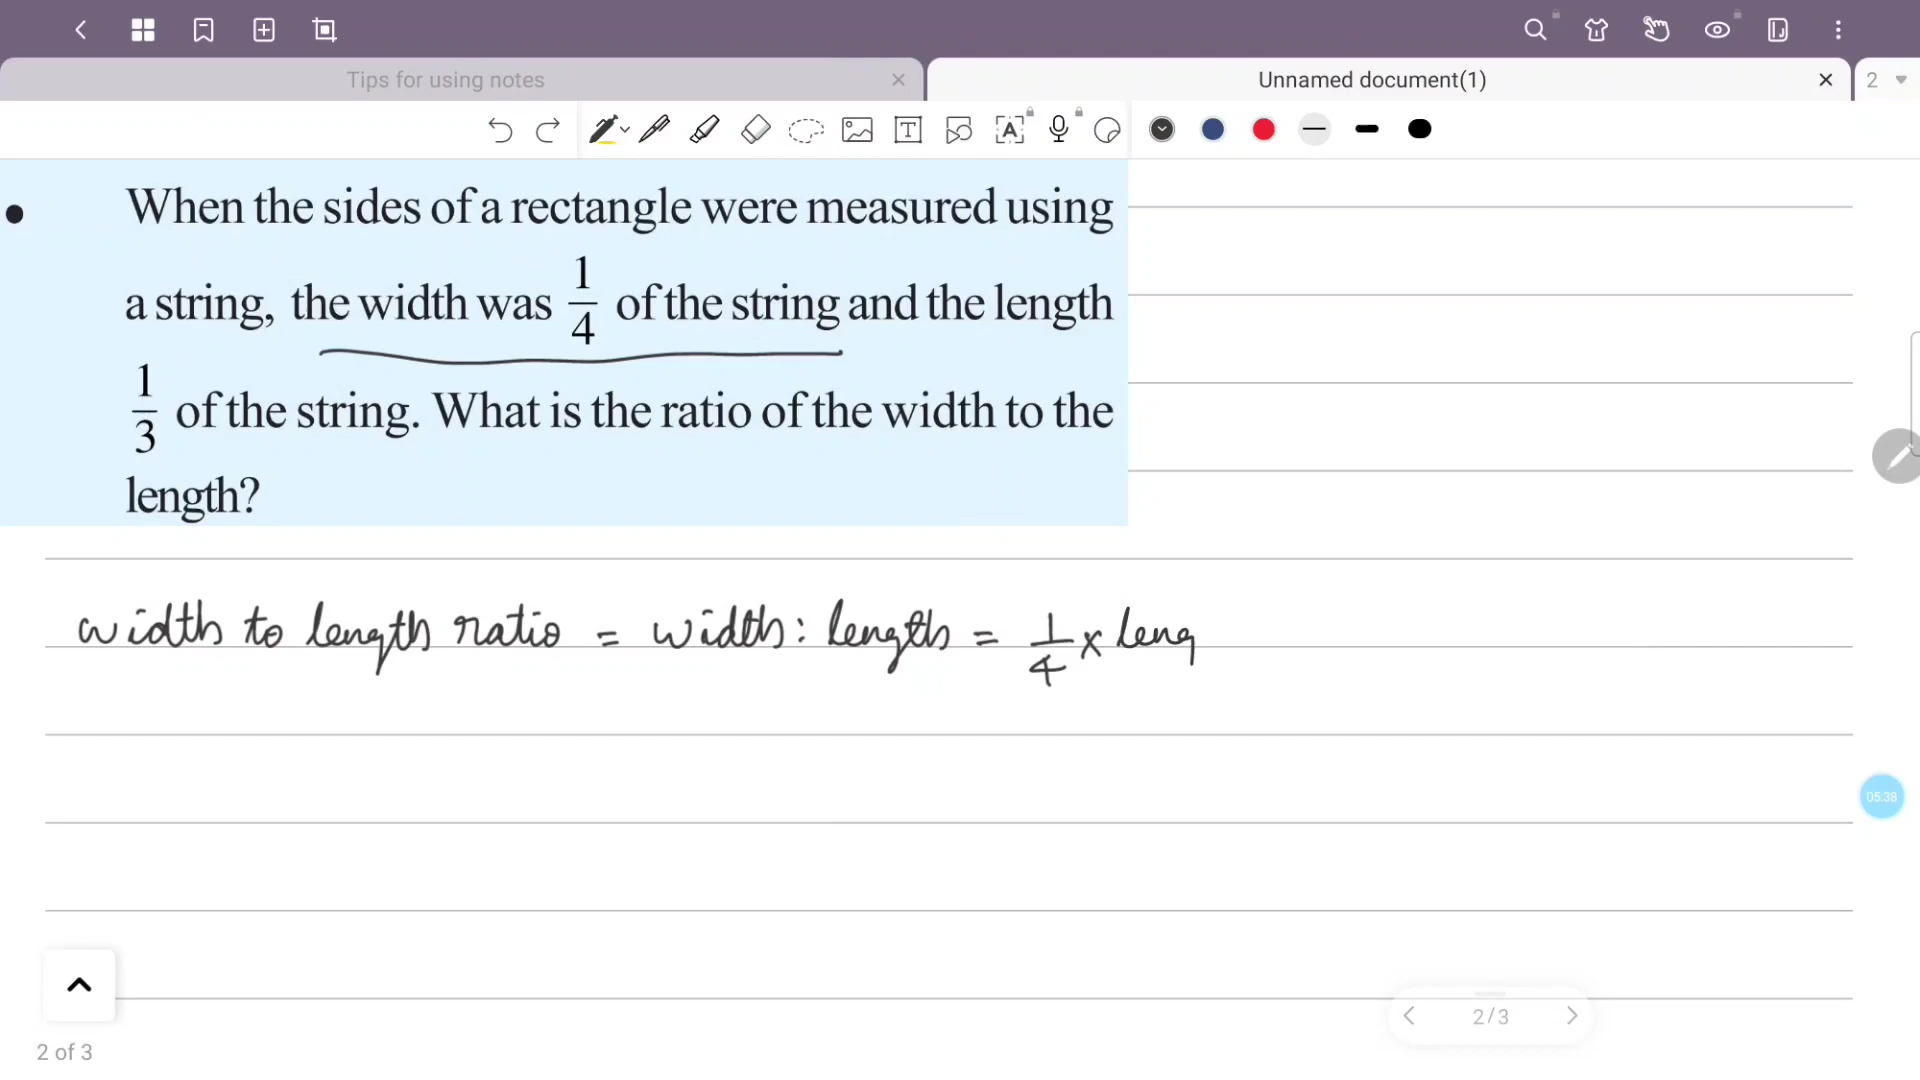 Tips for using notes
Unnamed document(1)
2
When the sides of a rectangle were measured using
a string, the width was 1/4 of the string and the length
1/3 of the string. What is the ratio of the width to the
length?
width to length ratio = width : length = 1/4 x leng
05:38
2/3
2 of 3